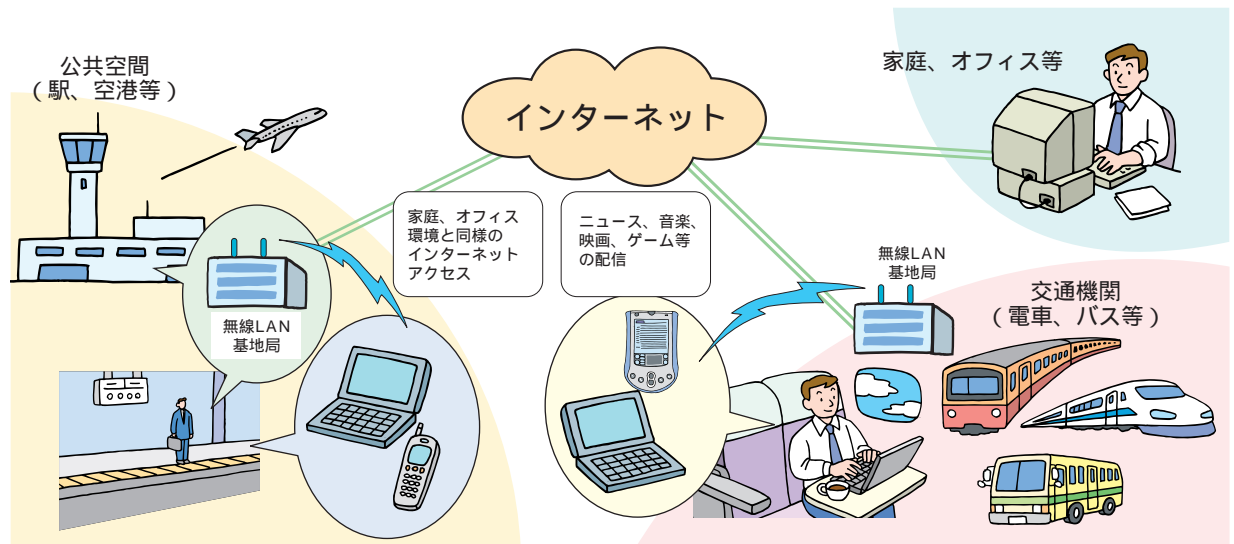 公共空間
（駅、空港等）
インターネット
家庭、オフィス等
家庭、オフィス
環境と同様の
インターネット
アクセス
ニュース、音楽、
映画、ゲーム等
の配信
無線LAN
基地局
無線LAN
基地局
交通機関
（電車、バス等）